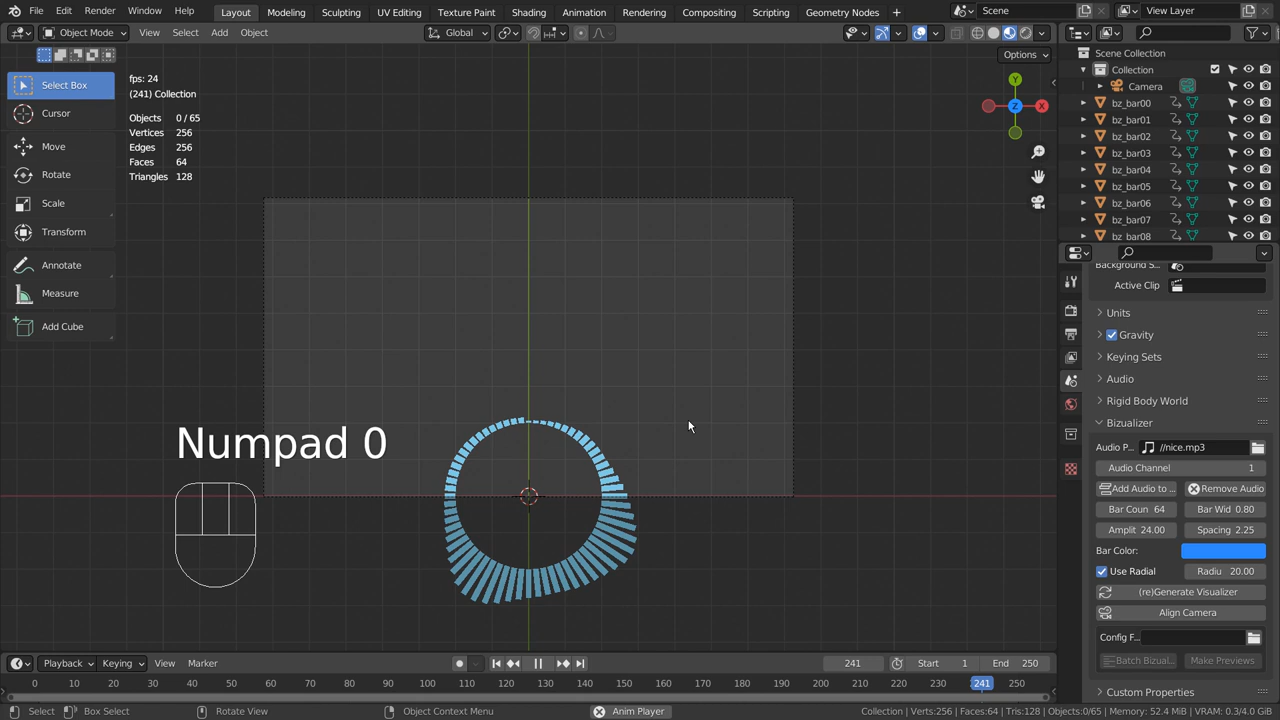 File Edit Render Window Help Layout Modeling Sculpting UV Editing Texture Paint Shading Animation Rendering Compositing Scripting Geometry Nodes + Scene View Layer
Object Mode View Select Add Object Global
Options
Select Box
Cursor
Move
Rotate
Scale
Transform
Annotate
Measure
Add Cube
fps: 24
(241) Collection
Objects 0 / 65
Vertices 256
Edges 256
Faces 64
Triangles 128
Y
Z X
Numpad 0
Scene Collection
Collection
Camera
bz_bar00
bz_bar01
bz_bar02
bz_bar03
bz_bar04
bz_bar05
bz_bar06
bz_bar07
bz_bar08
Background S...
Active Clip
Units
Gravity
Keying Sets
Audio
Rigid Body World
Bizualizer
Audio P... //nice.mp3
Audio Channel 1
Add Audio to ... Remove Audio
Bar Coun 64 Bar Wid 0.80
Amplit 24.00 Spacing 2.25
Bar Color:
Use Radial Radiu 20.00
(re)Generate Visualizer
Align Camera
Config F...
Batch Bizual... Make Previews
Custom Properties
Playback Keying View Marker 241 Start 1 End 250
0 10 20 30 40 50 60 70 80 90 100 110 120 130 140 150 160 170 180 190 200 210 220 230 241 250
Select Box Select Rotate View Object Context Menu Anim Player Collection | Verts:256 | Faces:64 | Tris:128 | Objects:0/65 | Memory: 52.4 MiB | VRAM: 0.3/4.0 GiB